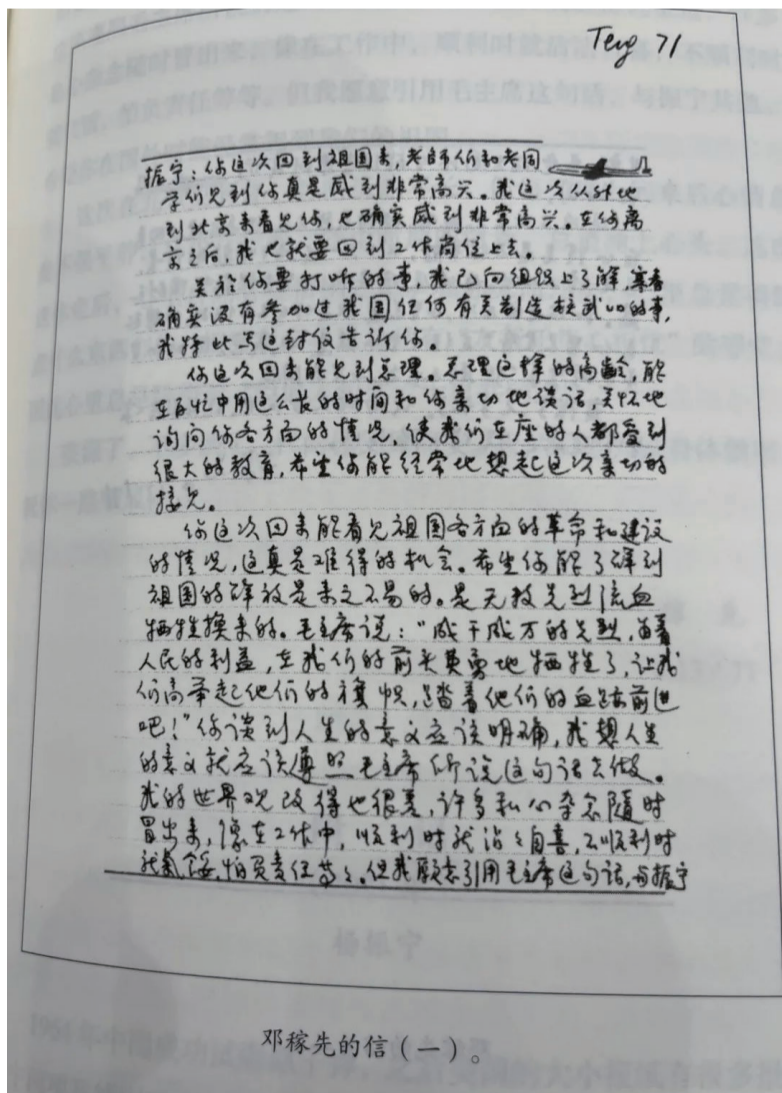 Teng 71
振宁：你这次回到祖国来，老师们和老同
学们见到你真是感到非常高兴。我这次从外地
到北京来看见你，也确实感到非常高兴。在你离
京之后，我也就要回到工作岗位上去。
关于你要打听的事，我已向组织上了解，寒春
确实没有参加过我国任何有关制造核武器的事，
我特此写这封信告诉你。
你这次回来能见到总理。总理这样的高龄，能
在百忙中用这么长的时间和你亲切地谈话，关怀地
询问你各方面的情况，使我们在座的人都受到
很大的教育，希望你能经常地想起这次亲切的
接见。
你这次回来能看见祖国各方面的革命和建设
的情况，这真是难得的机会。希望你能了解到
祖国的解放是来之不易的。是无数先烈流血
牺牲换来的。毛主席说：“成千成万的先烈，为着
人民的利益，在我们的前头英勇地牺牲了，让我
们高举起他们的旗帜，踏着他们的血迹前进
吧！”你谈到人生的意义应该明确，我想人生
的意义就应该遵照毛主席所说这句话去做。
我的世界观改得也很差，许多私心杂念随时
冒出来，像在工作中，顺利时就沾沾自喜，不顺利时
就气馁，怕负责任等等。但我愿意引用毛主席这句话，与振宁
杨振宁
邓稼先的信（一）。